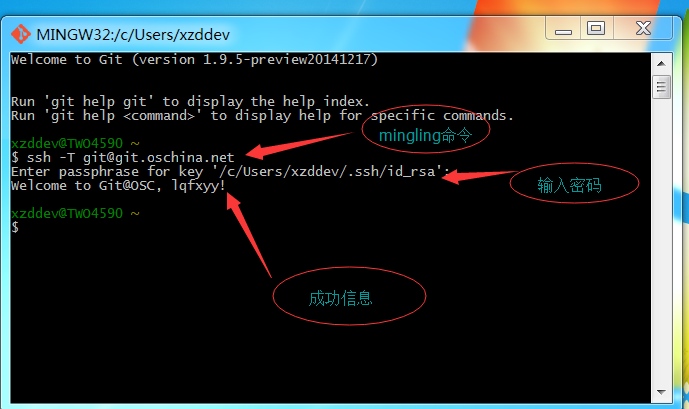 MINGW32:/c/Users/xzddev
Welcome to Git (version 1.9.5-preview20141217)
Run 'git help git' to display the help index.
Run 'git help <command>' to display help for specific commands.
mingling命令
xzddev@TWO4590 ~
$ ssh -T git@git.oschina.net
Enter passphrase for key '/c/Users/xzddev/.ssh/id_rsa':
输入密码
Welcome to Git@OSC, lqfxyy!
xzddev@TWO4590 ~
$
成功信息